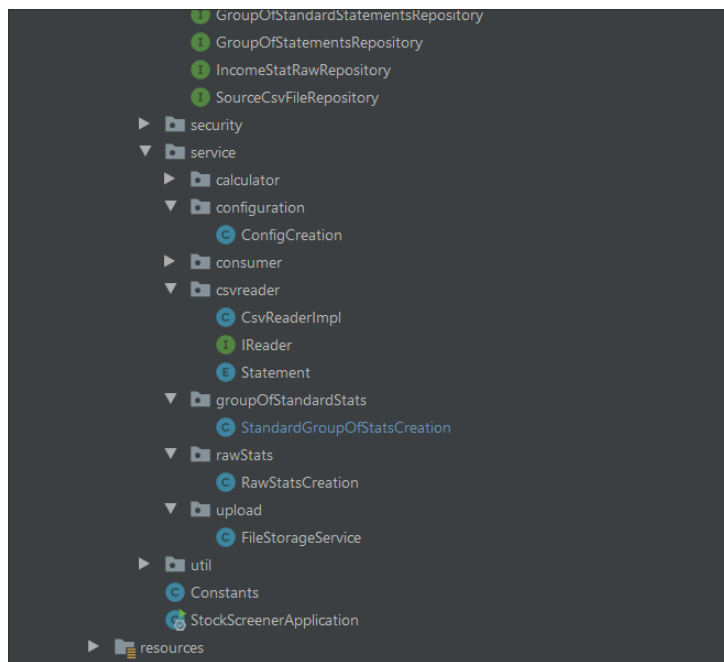 GroupOfStandardStatementsRepository
GroupOfStatementsRepository
IncomeStatRawRepository
SourceCsvFileRepository
security
service
calculator
configuration
ConfigCreation
consumer
csvreader
CsvReaderImpl
IReader
Statement
groupOfStandardStats
StandardGroupOfStatsCreation
rawStats
RawStatsCreation
upload
FileStorageService
util
Constants
StockScreenerApplication
resources